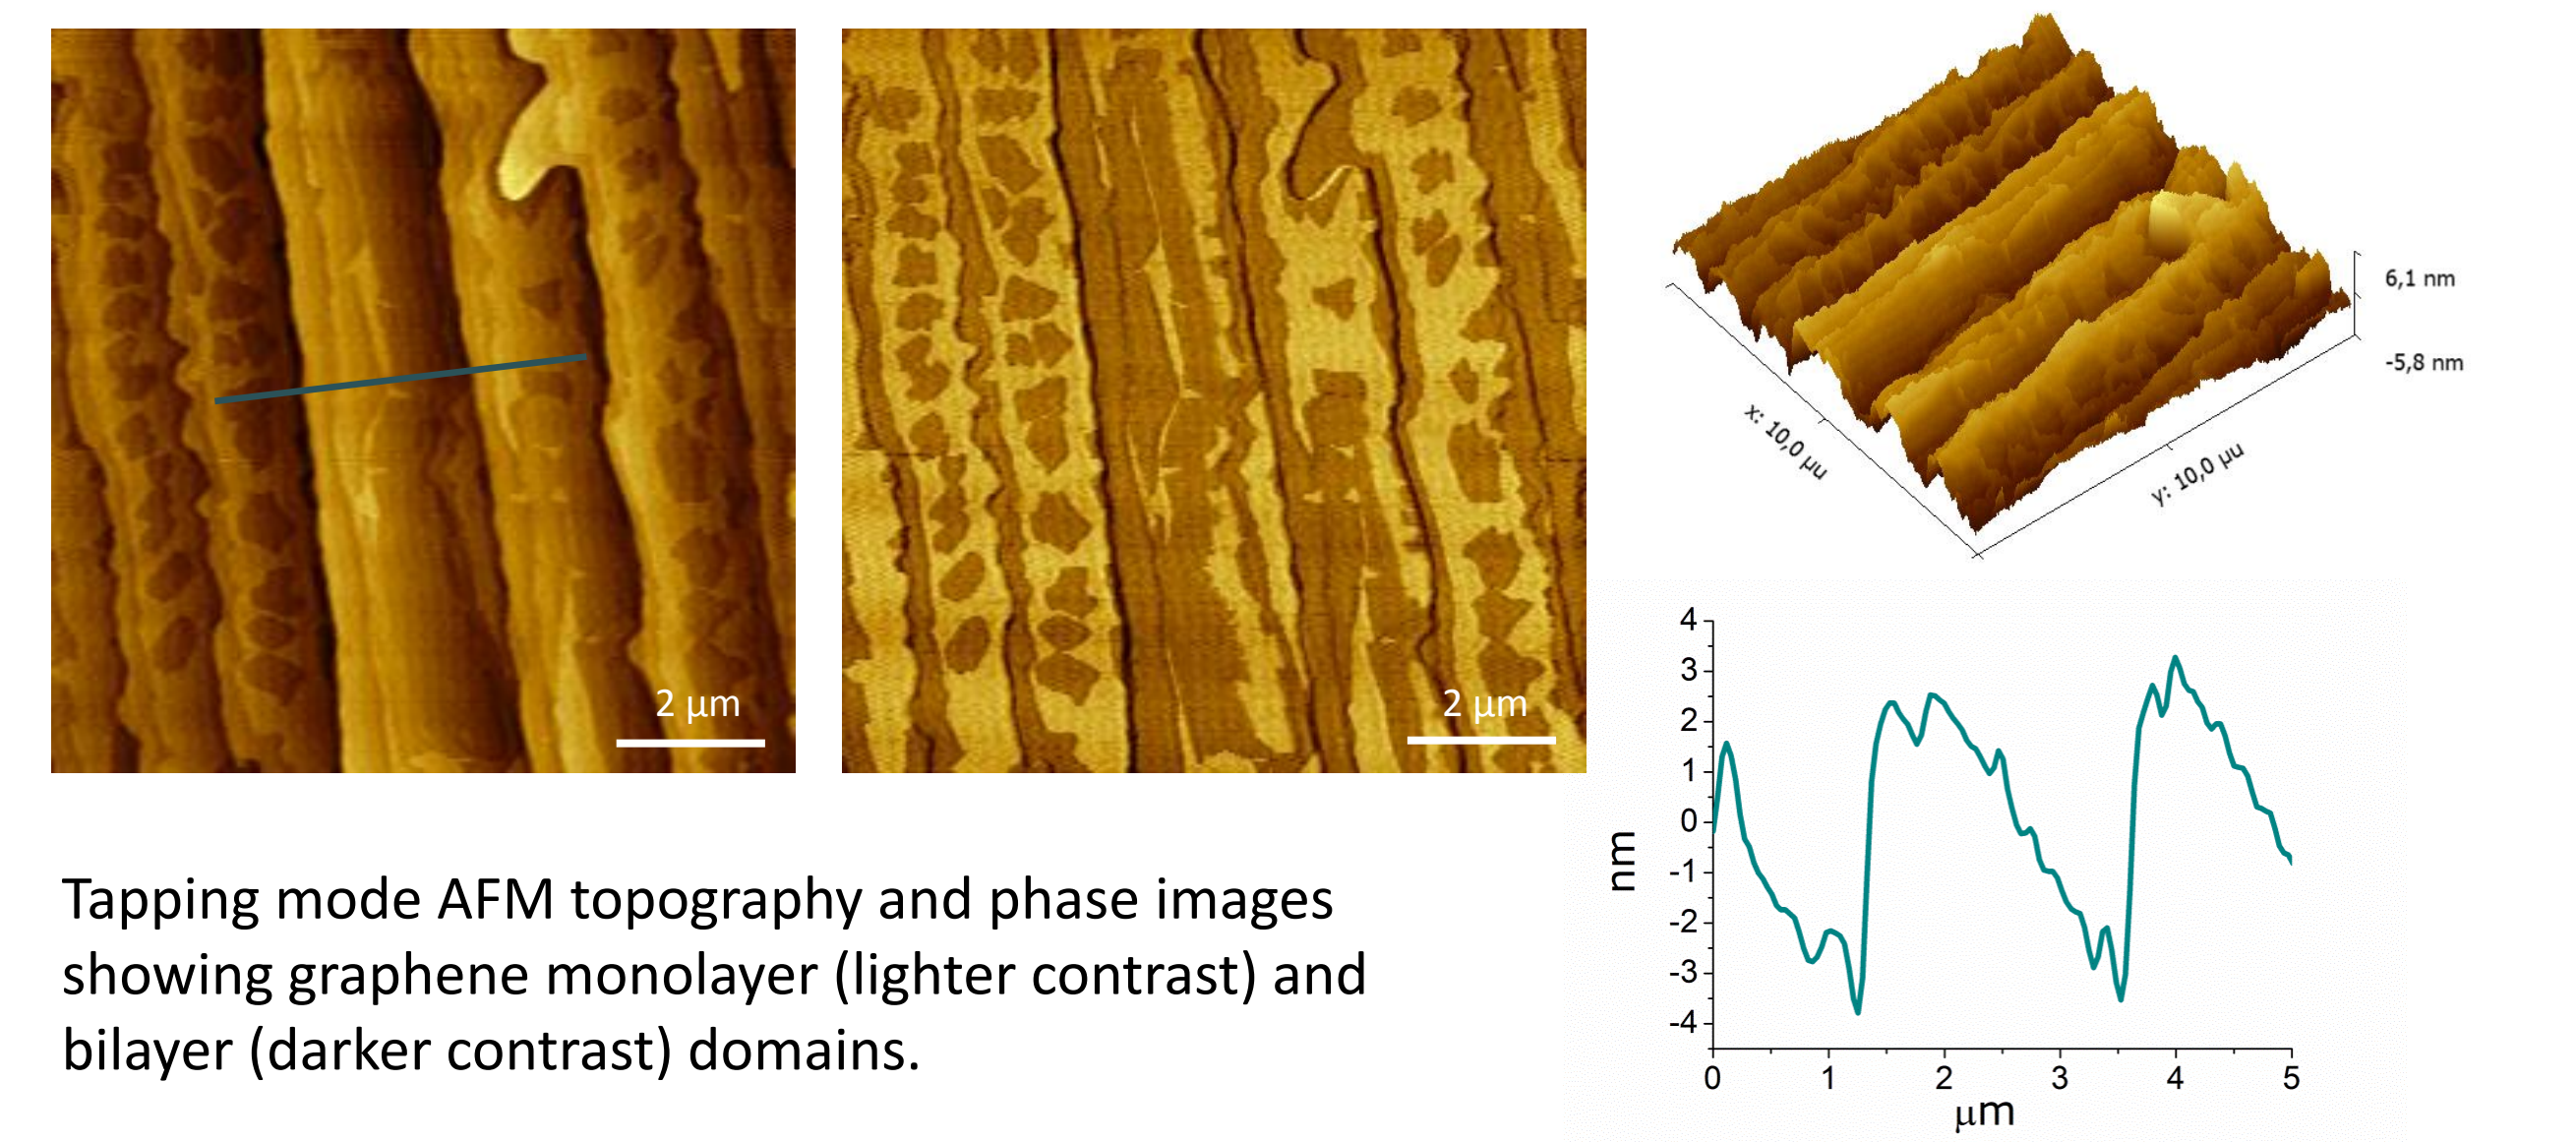 2 µm
2 µm
6,1 nm
-5,8 nm
x: 10,0 µu
y: 10,0 µu
Tapping mode AFM topography and phase images
showing graphene monolayer (lighter contrast) and
bilayer (darker contrast) domains.
4
3
2
1
0
-1
-2
-3
-4
nm
0 1 2 3 4 5
µm